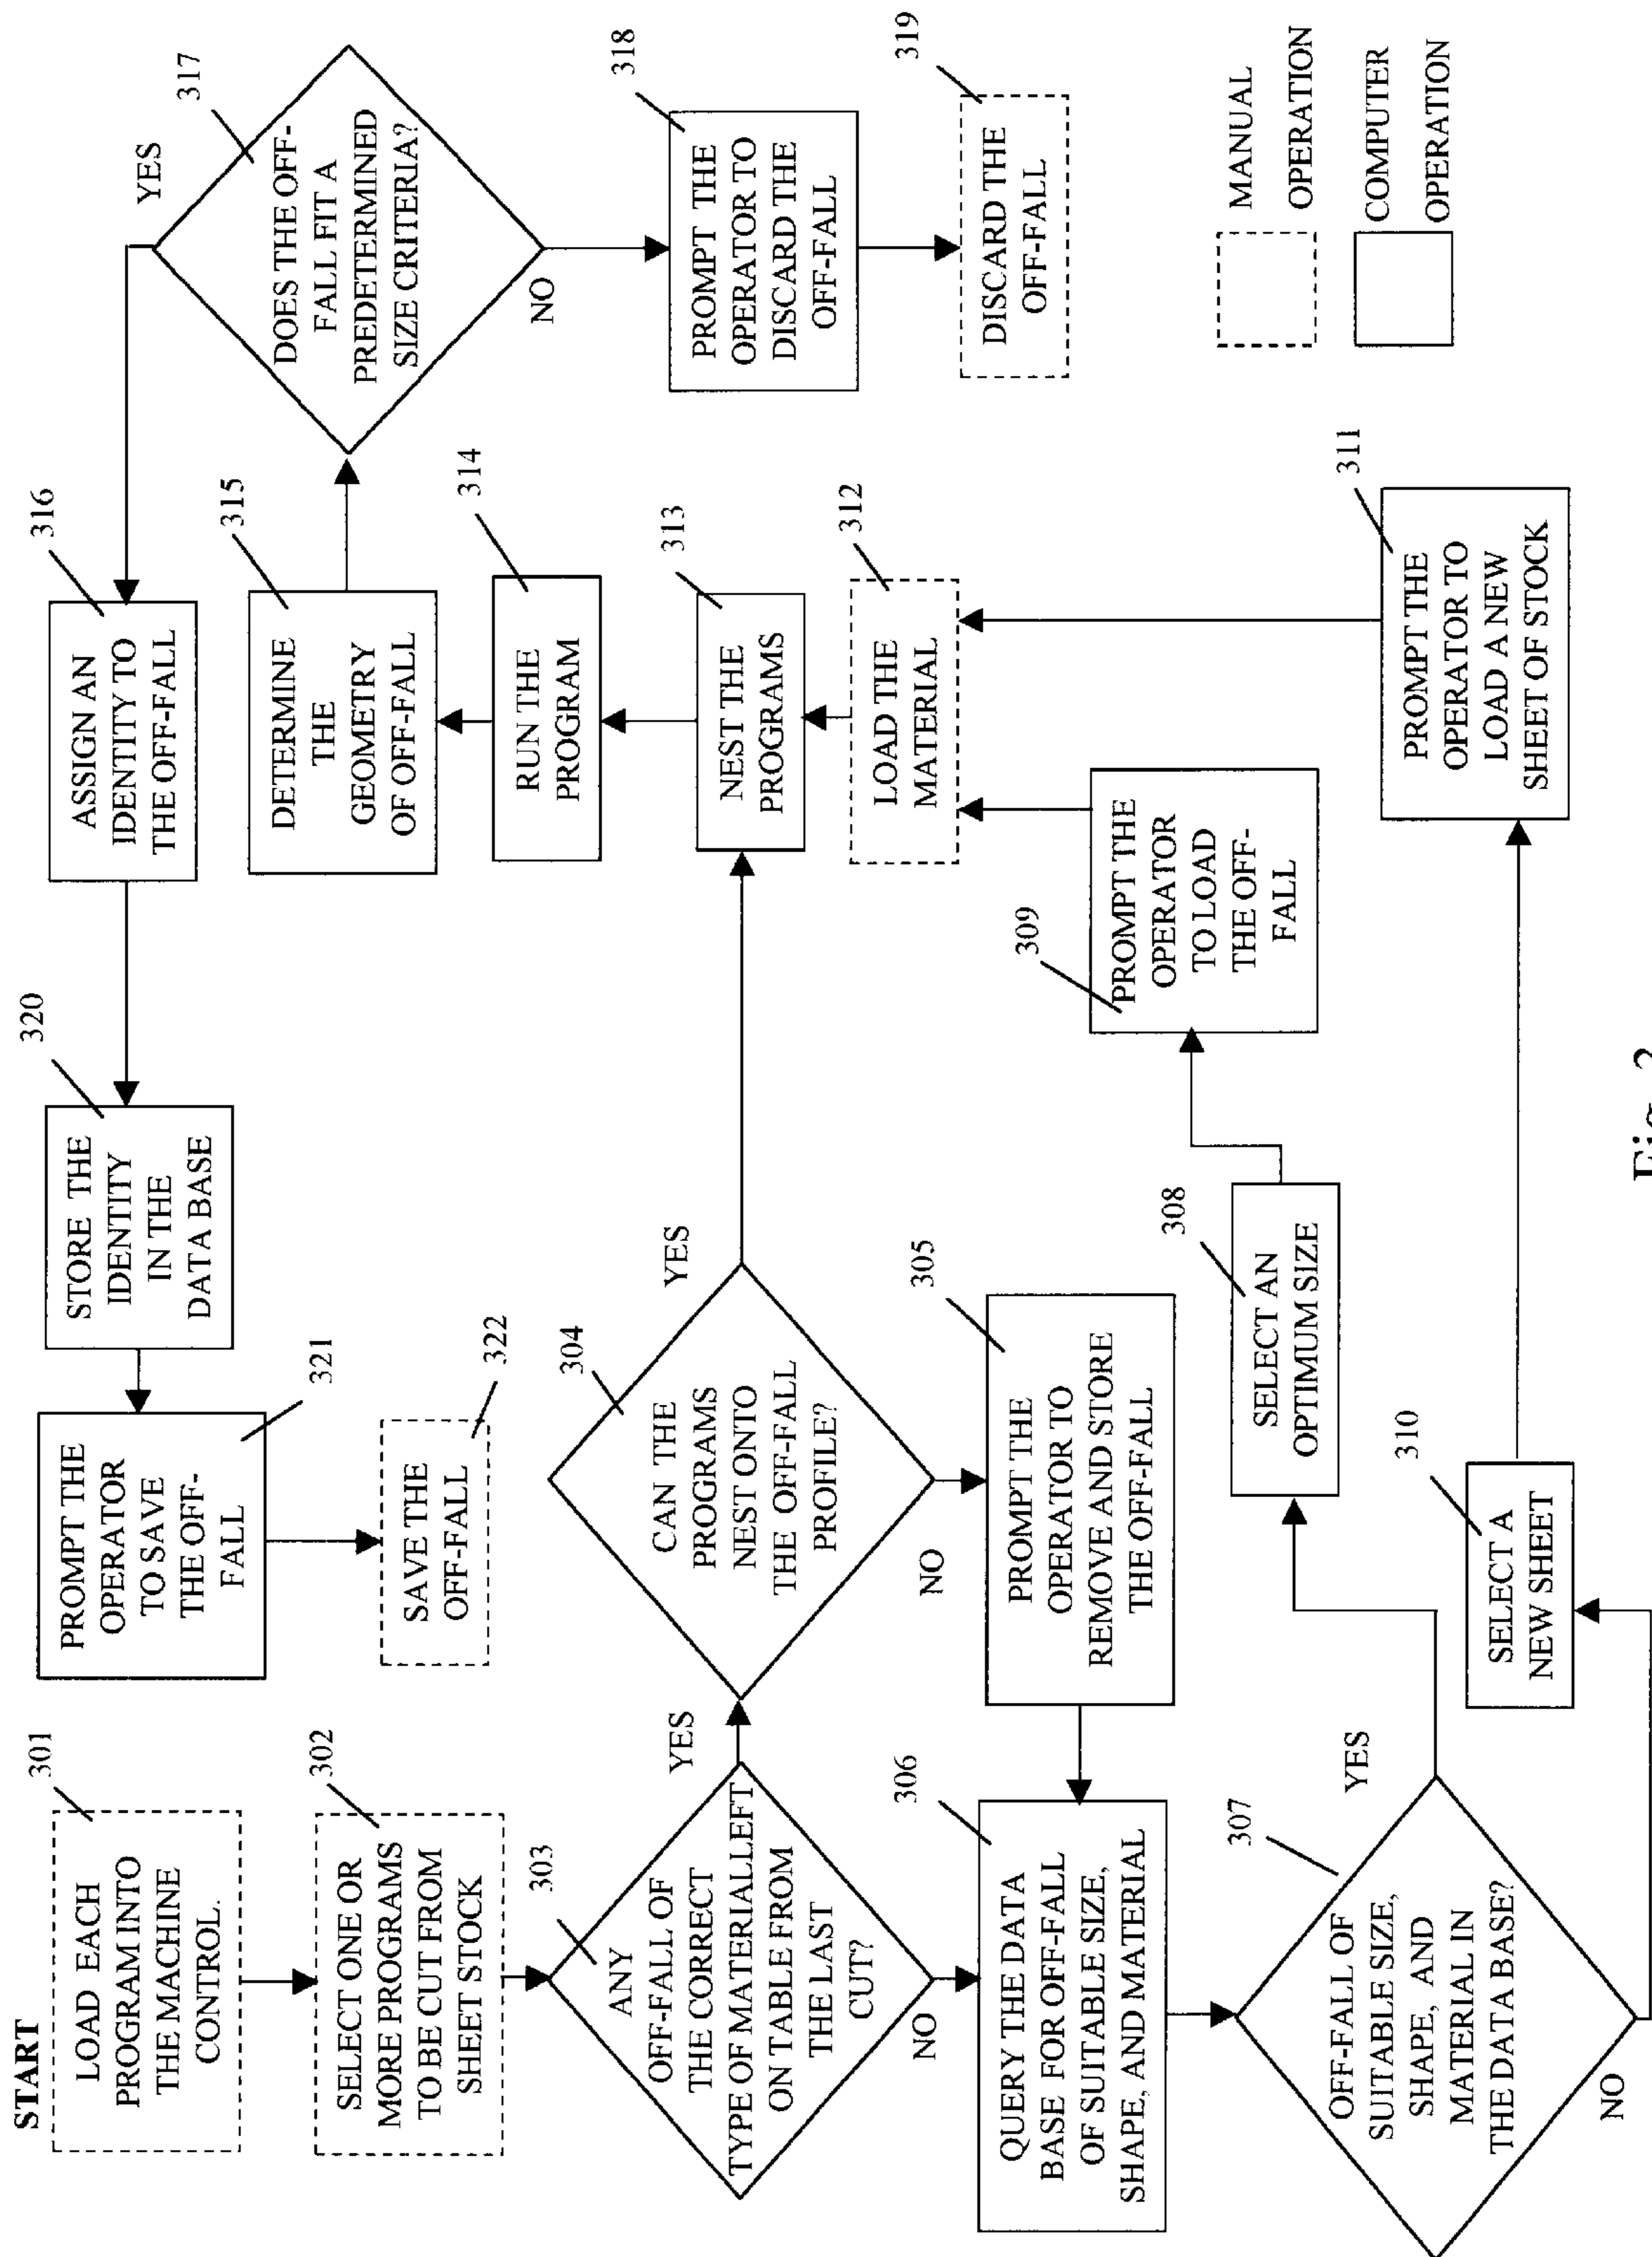 START
301
LOAD EACH
PROGRAM INTO
THE MACHINE
CONTROL.
302
SELECT ONE OR
MORE PROGRAMS
TO BE CUT FROM
SHEET STOCK
303
ANY
OFF-FALL OF
THE CORRECT
TYPE OF MATERIALLEFT
ON TABLE FROM
THE LAST
CUT?
YES
NO
304
CAN THE
PROGRAMS
NEST ONTO
THE OFF-FALL
PROFILE?
YES
NO
305
PROMPT THE
OPERATOR TO
REMOVE AND STORE
THE OFF-FALL
306
QUERY THE DATA
BASE FOR OFF-FALL
OF SUITABLE SIZE,
SHAPE, AND MATERIAL
307
OFF-FALL OF
SUITABLE SIZE,
SHAPE, AND
MATERIAL IN
THE DATA BASE?
YES
NO
308
SELECT AN
OPTIMUM SIZE
309
PROMPT THE
OPERATOR
TO LOAD
THE OFF-
FALL
310
SELECT A
NEW SHEET
311
PROMPT THE
OPERATOR TO
LOAD A NEW
SHEET OF STOCK
312
LOAD THE
MATERIAL
313
NEST THE
PROGRAMS
314
RUN THE
PROGRAM
315
DETERMINE
THE
GEOMETRY
OF OFF-FALL
317
DOES THE OFF-
FALL FIT A
PREDETERMINED
SIZE CRITERIA?
YES
NO
316
ASSIGN AN
IDENTITY TO
THE OFF-FALL
320
STORE THE
IDENTITY
IN THE
DATA BASE
321
PROMPT THE
OPERATOR
TO SAVE
THE OFF-
FALL
322
SAVE THE
OFF-FALL
318
PROMPT THE
OPERATOR TO
DISCARD THE
OFF-FALL
319
DISCARD THE
OFF-FALL
MANUAL
OPERATION
COMPUTER
OPERATION
Fig.